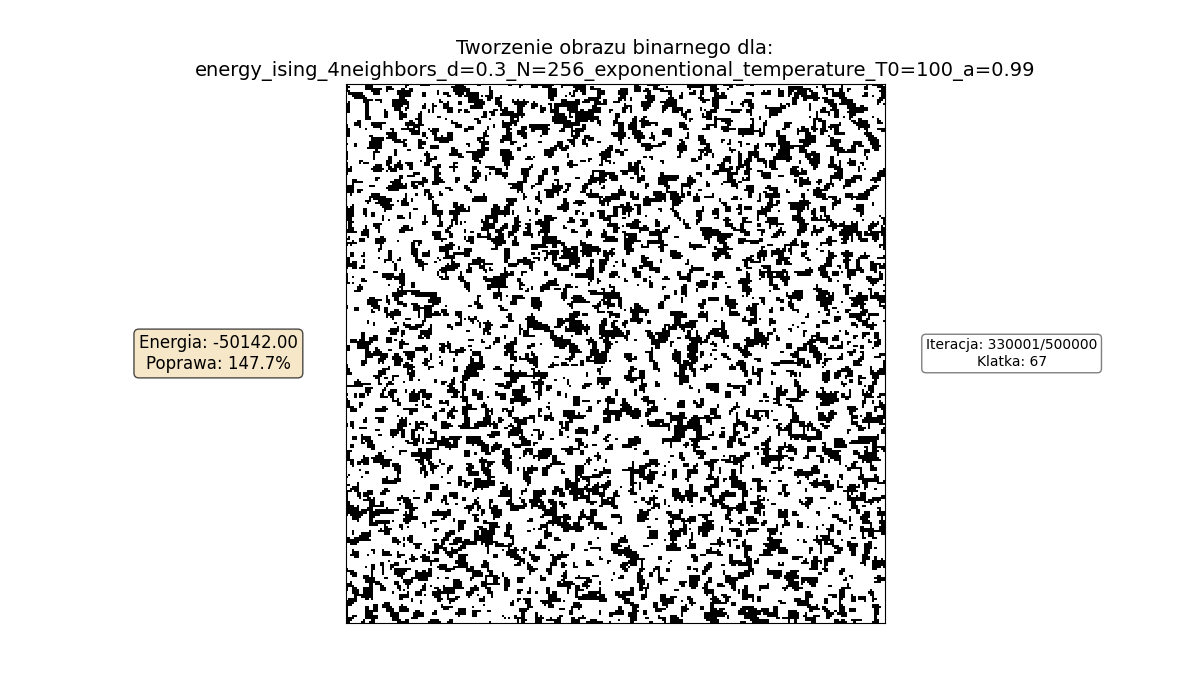 Tworzenie obrazu binarnego dla:
energy_ising_4neighbors_d=0.3_N=256_exponentional_temperature_T0=100_a=0.99
Energia: -50142.00
Poprawa: 147.7%
Iteracja: 330001/500000
Klatka: 67